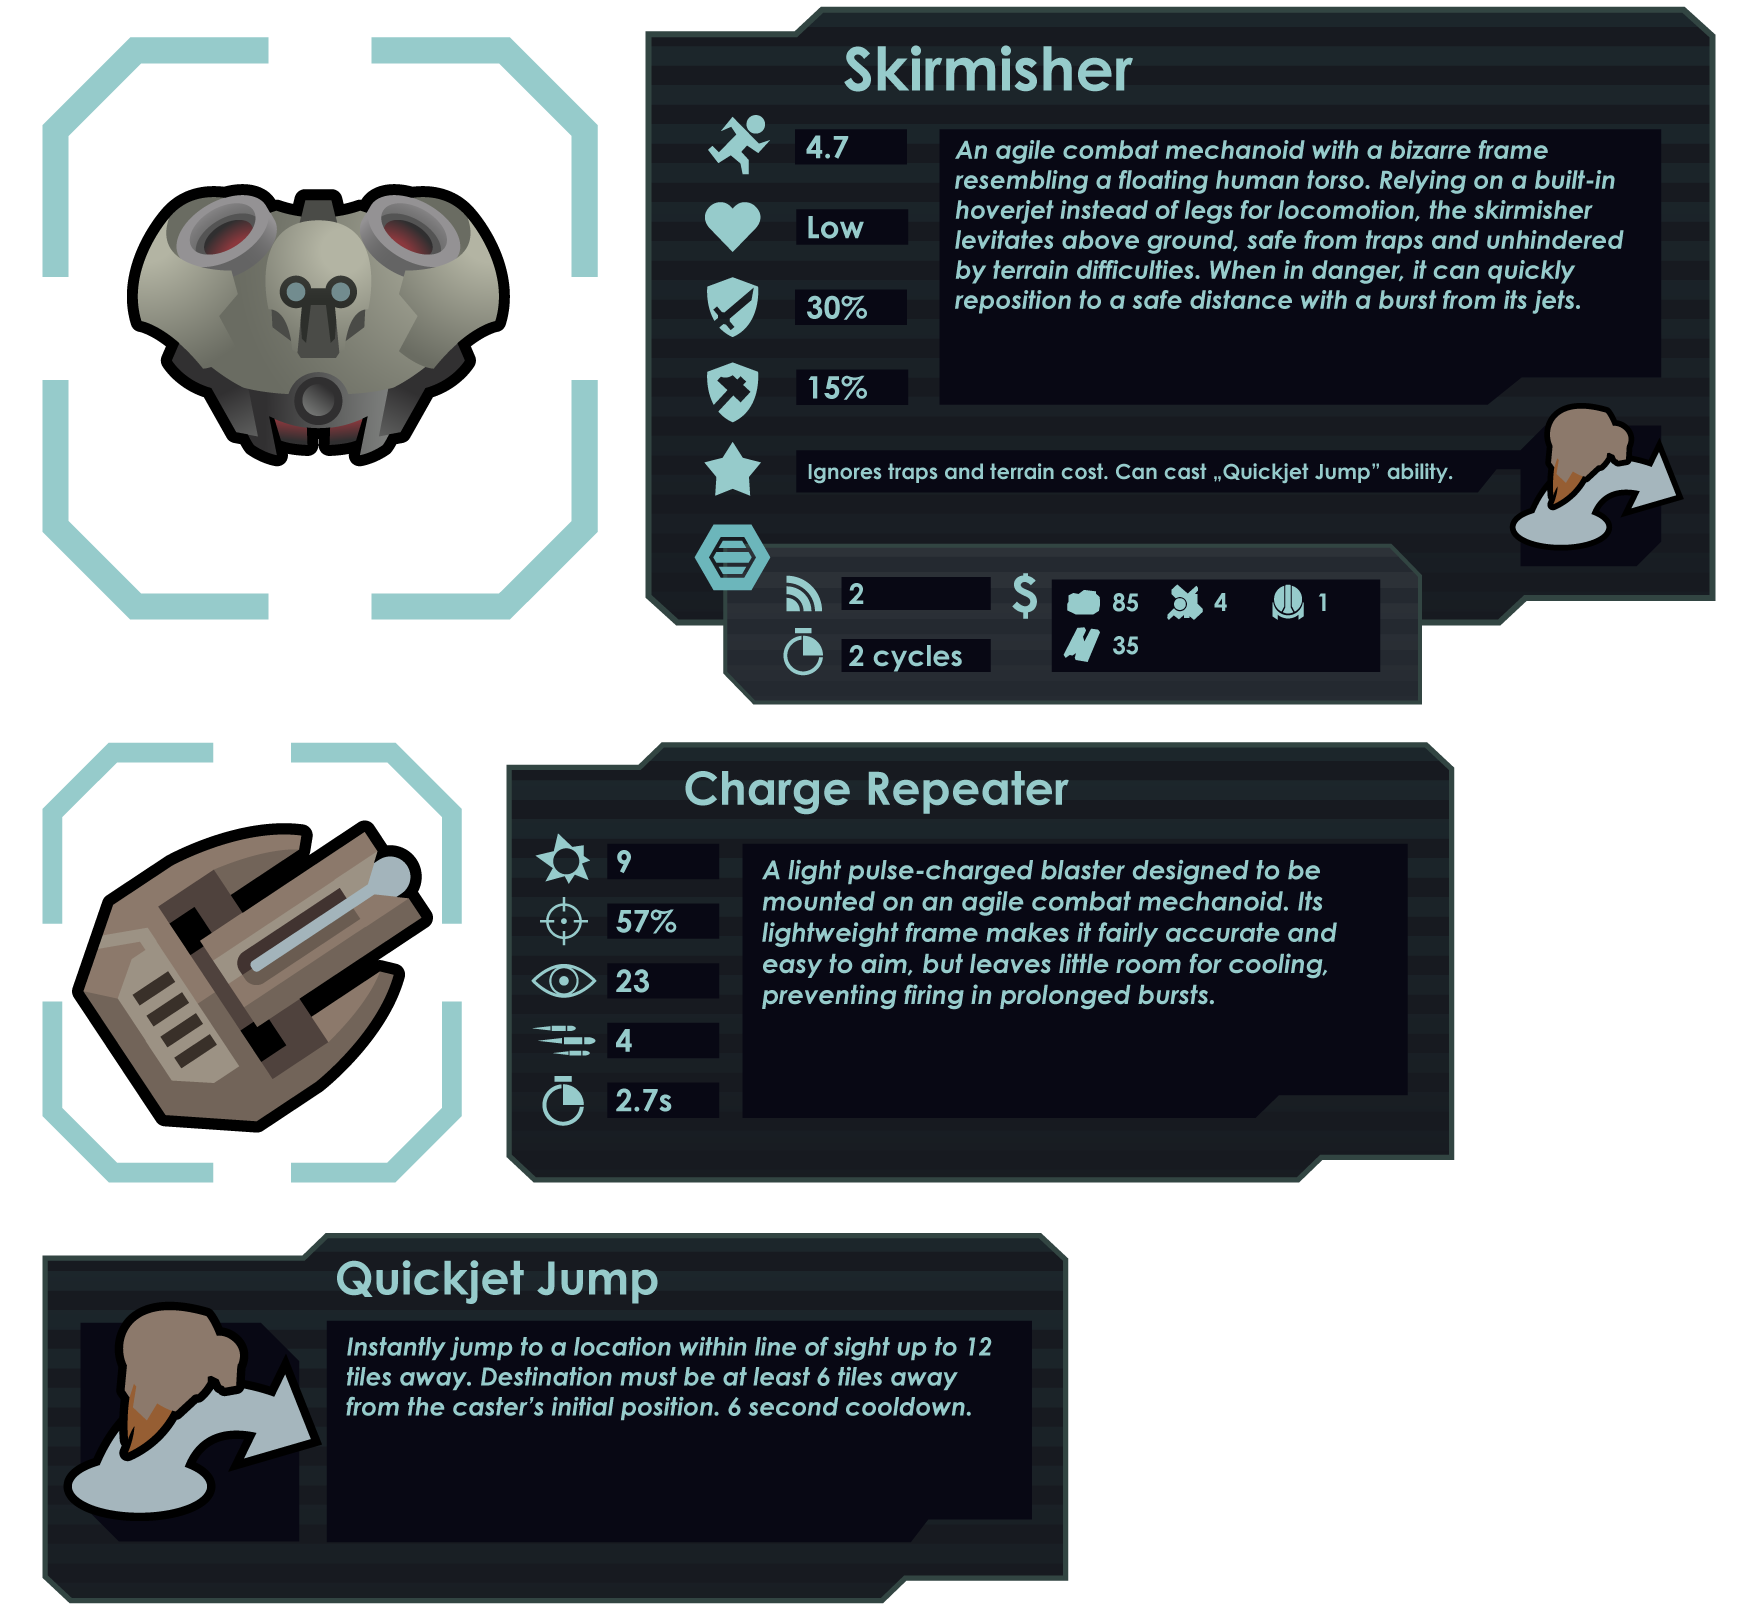 Skirmisher
4.7
Low
30%
15%
An agile combat mechanoid with a bizarre frame
resembling a floating human torso. Relying on a built-in
hoverjet instead of legs for locomotion, the skirmisher
levitates above ground, safe from traps and unhindered
by terrain difficulties. When in danger, it can quickly
reposition to a safe distance with a burst from its jets.
Ignores traps and terrain cost. Can cast „Quickjet Jump” ability.
2
2 cycles
$
85 4 1
35
Charge Repeater
9
57%
23
4
2.7s
A light pulse-charged blaster designed to be
mounted on an agile combat mechanoid. Its
lightweight frame makes it fairly accurate and
easy to aim, but leaves little room for cooling,
preventing firing in prolonged bursts.
Quickjet Jump
Instantly jump to a location within line of sight up to 12
tiles away. Destination must be at least 6 tiles away
from the caster’s initial position. 6 second cooldown.